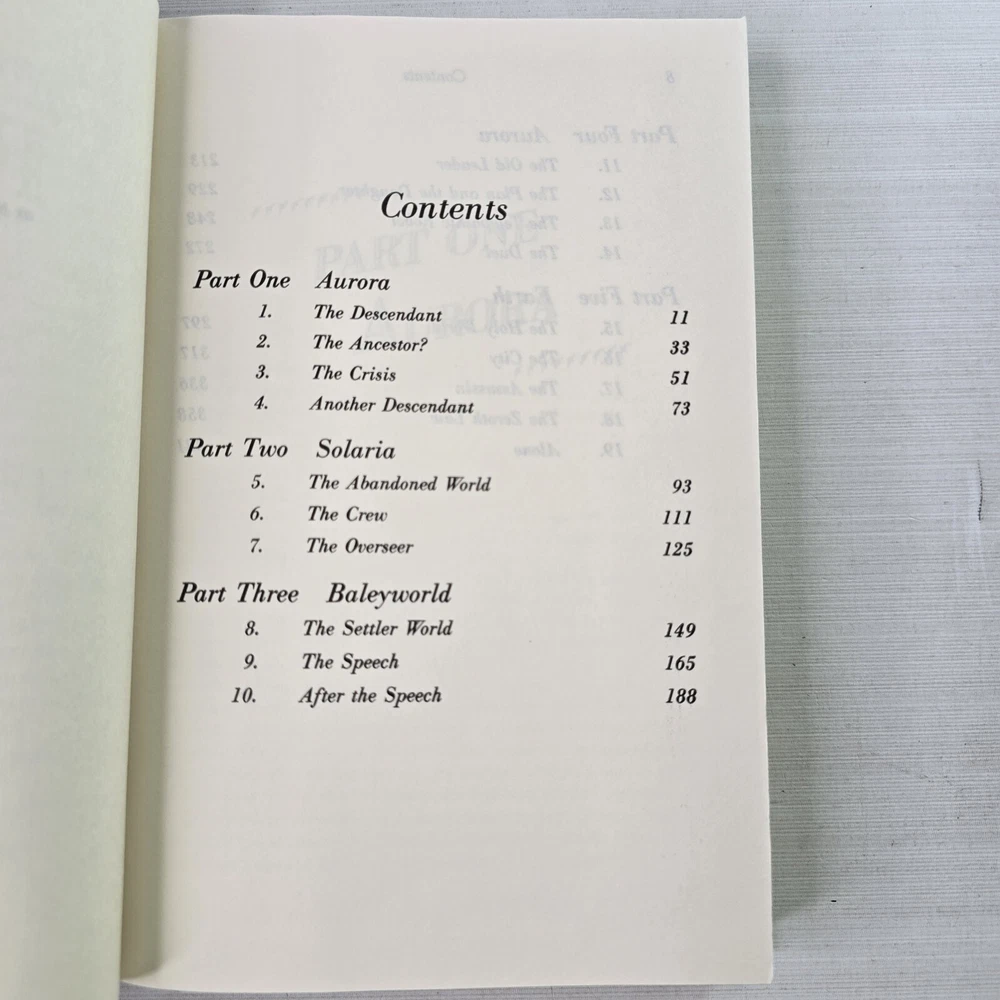 Contents
Part One Aurora
1. The Descendant 11
2. The Ancestor? 33
3. The Crisis 51
4. Another Descendant 73
Part Two Solaria
5. The Abandoned World 93
6. The Crew 111
7. The Overseer 125
Part Three Baleyworld
8. The Settler World 149
9. The Speech 165
10. After the Speech 188